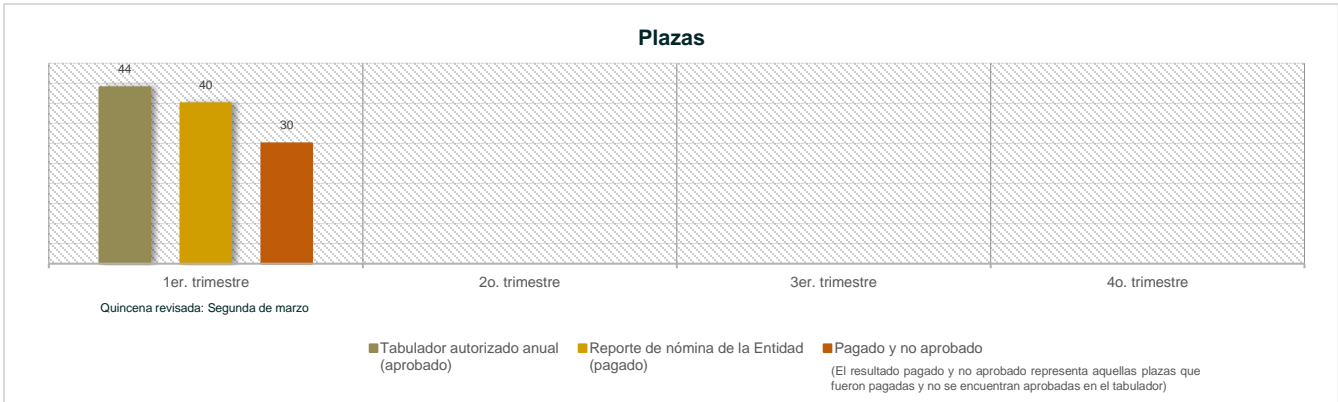 Plazas
44
40
30
1er. trimestre
2o. trimestre
3er. trimestre
4o. trimestre
Quincena revisada: Segunda de marzo
Tabulador autorizado anual
(aprobado)
Reporte de nómina de la Entidad
(pagado)
Pagado y no aprobado
(El resultado pagado y no aprobado representa aquellas plazas que
fueron pagadas y no se encuentran aprobadas en el tabulador)